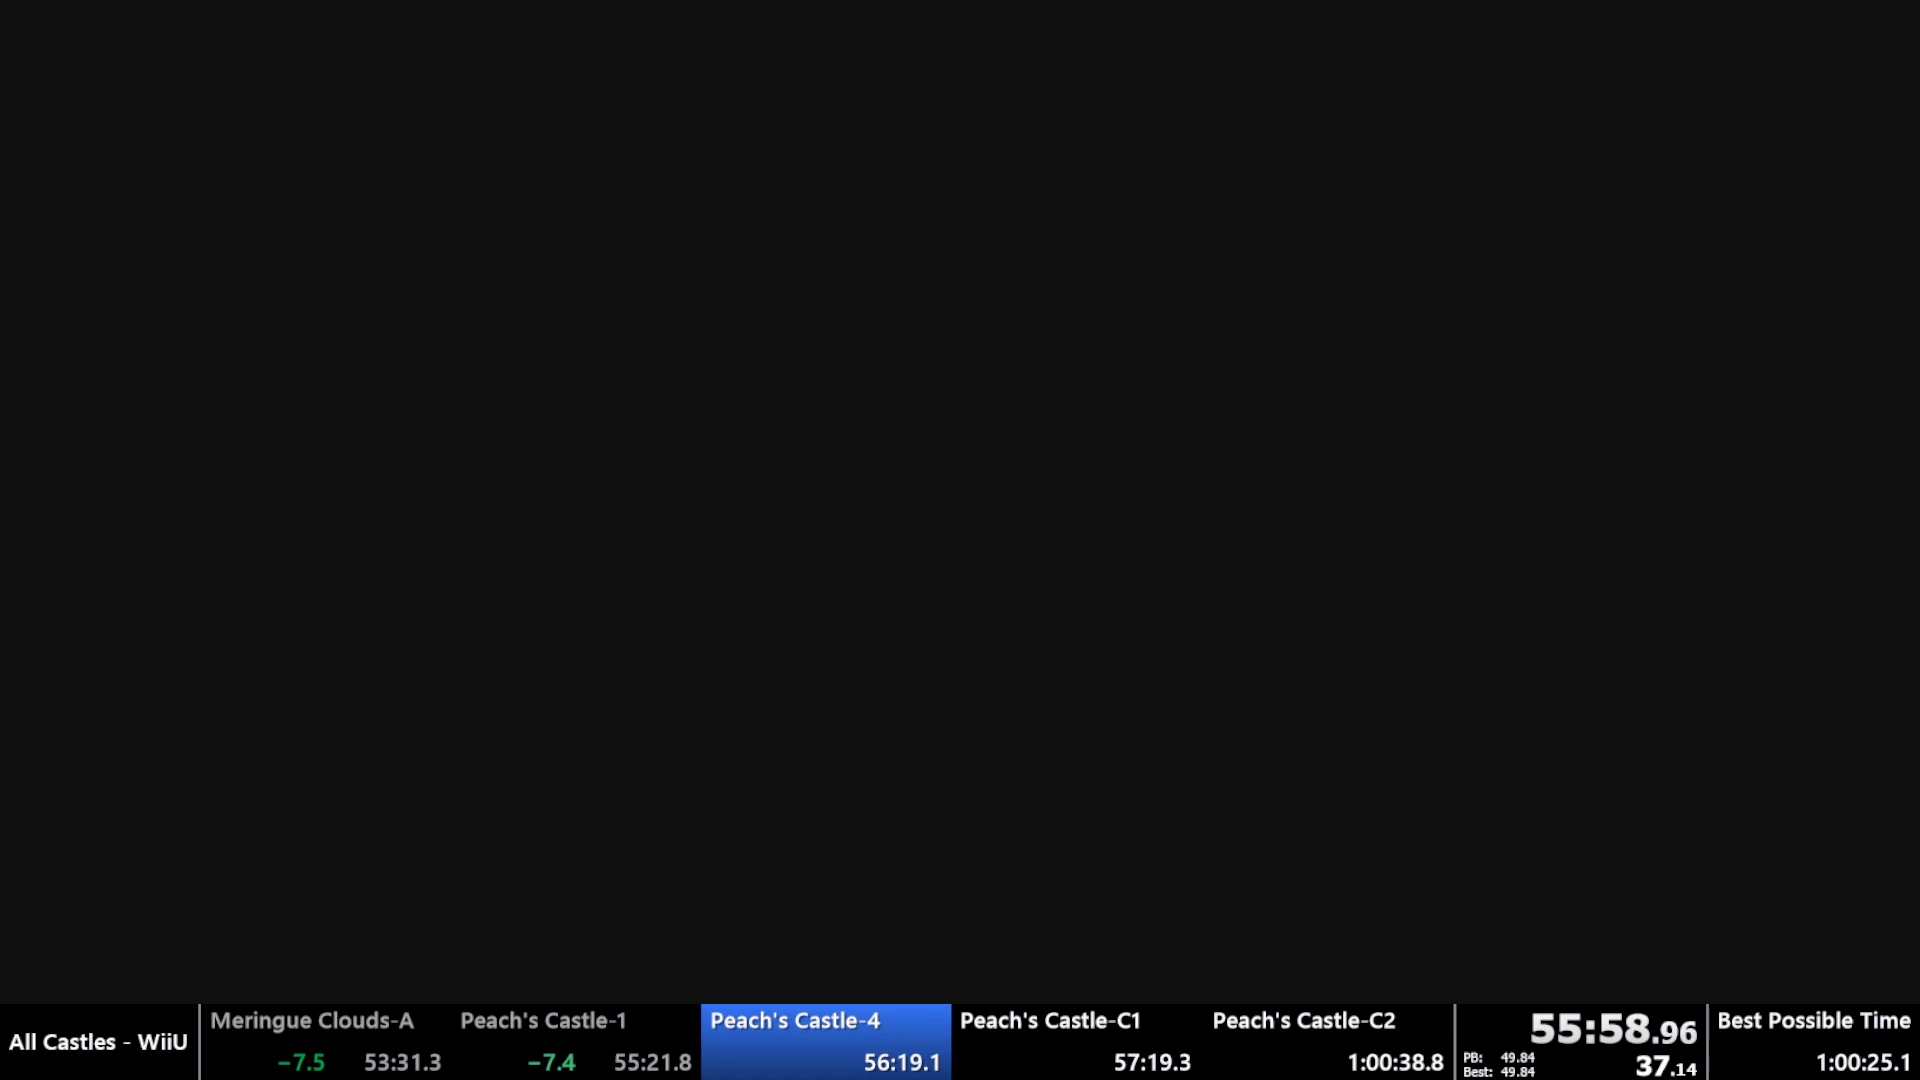 All Castles - WiiU
Meringue Clouds-A
−7.5 53:31.3
Peach's Castle-1
−7.4 55:21.8
Peach's Castle-4
56:19.1
Peach's Castle-C1
57:19.3
Peach's Castle-C2
1:00:38.8
55:58.96
PB: 49.84
Best: 49.84
37.14
Best Possible Time
1:00:25.1